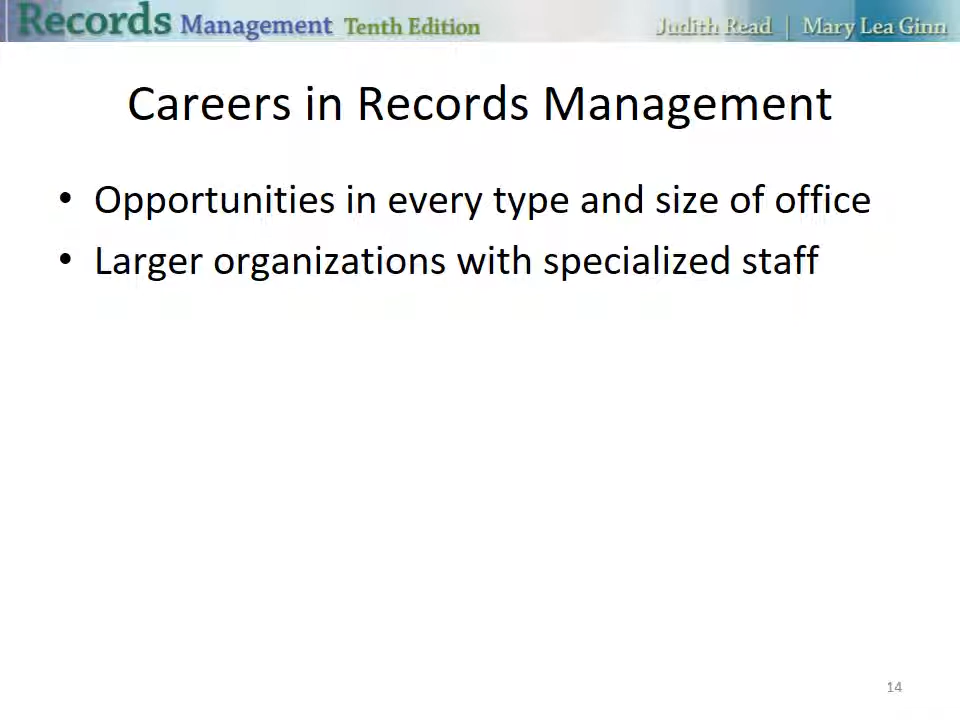 Records Management Tenth Edition Judith Read | Mary Lea Ginn
Careers in Records Management
• Opportunities in every type and size of office
• Larger organizations with specialized staff
14